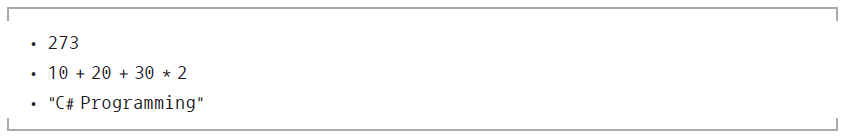 • 273
• 10 + 20 + 30 * 2
• "C# Programming"